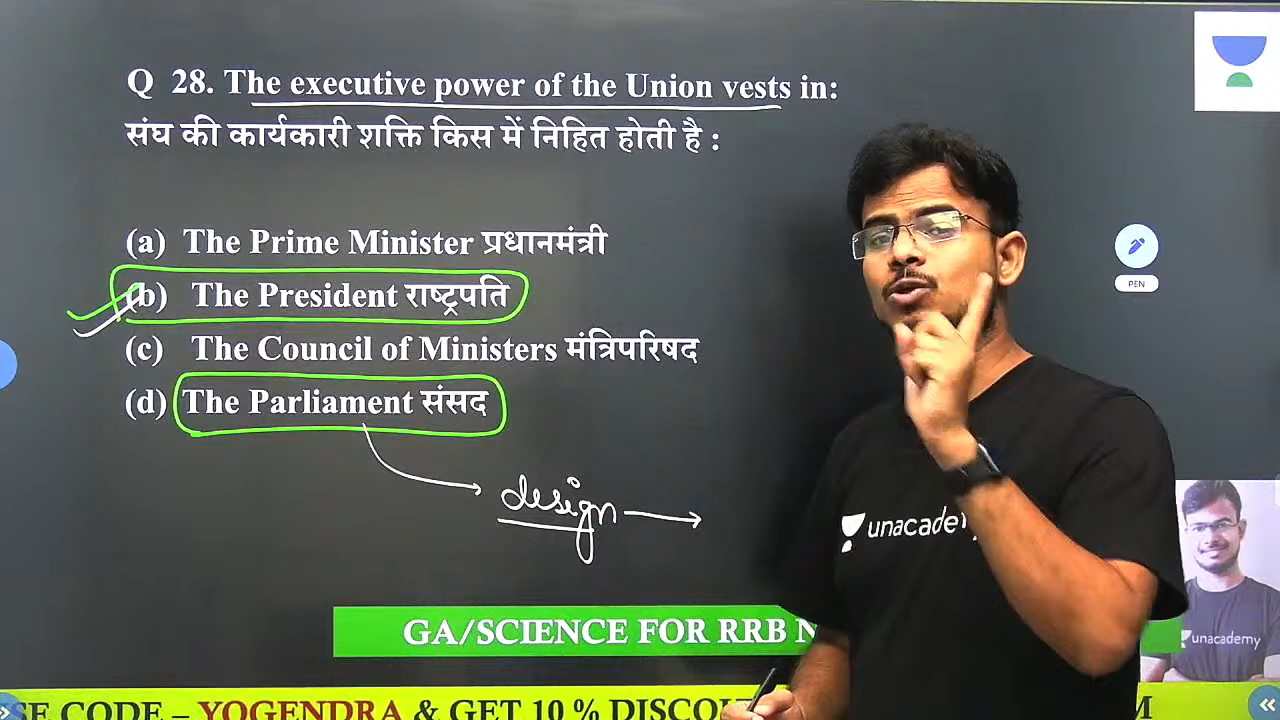 Q 28. The executive power of the Union vests in:
संघ की कार्यकारी शक्ति किस में निहित होती है :
(a) The Prime Minister प्रधानमंत्री
(b) The President राष्ट्रपति
(c) The Council of Ministers मंत्रिपरिषद
(d) The Parliament संसद
design
PEN
unacademy
unacademy
GA/SCIENCE FOR RRB
CODE – YOGENDRA & GET 10 %